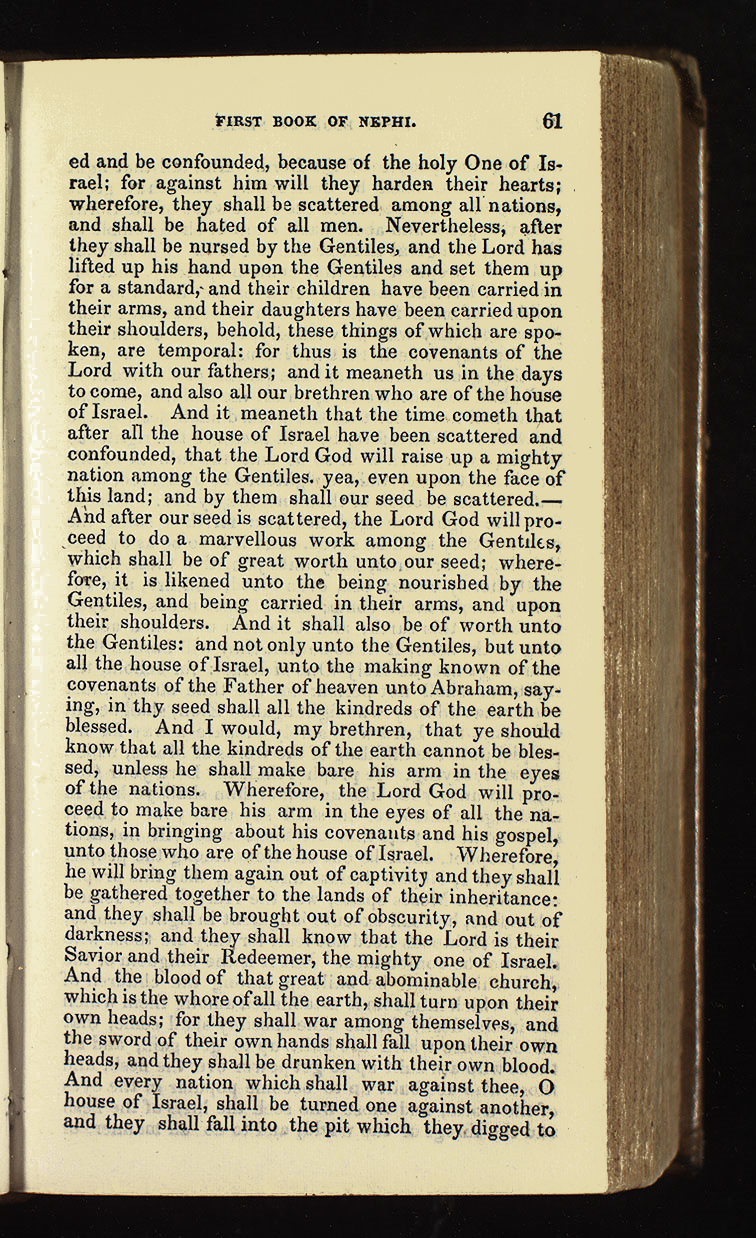 FIRST BOOK OF NEPHI. 61
ed and be confounded, because of the holy One of Is-
rael; for against him will they harden their hearts;
wherefore, they shall be scattered among all nations,
and shall be hated of all men. Nevertheless, after
they shall be nursed by the Gentiles, and the Lord has
lifted up his hand upon the Gentiles and set them up
for a standard, and their children have been carried in
their arms, and their daughters have been carried upon
their shoulders, behold, these things of which are spo-
ken, are temporal: for thus is the covenants of the
Lord with our fathers; and it meaneth us in the days
to come, and also all our brethren who are of the house
of Israel. And it meaneth that the time cometh that
after all the house of Israel have been scattered and
confounded, that the Lord God will raise up a mighty
nation among the Gentiles. yea, even upon the face of
this land; and by them shall our seed be scattered.—
And after our seed is scattered, the Lord God will pro-
ceed to do a marvellous work among the Gentiles,
which shall be of great worth unto our seed; where-
fore, it is likened unto the being nourished by the
Gentiles, and being carried in their arms, and upon
their shoulders. And it shall also be of worth unto
the Gentiles: and not only unto the Gentiles, but unto
all the house of Israel, unto the making known of the
covenants of the Father of heaven unto Abraham, say-
ing, in thy seed shall all the kindreds of the earth be
blessed. And I would, my brethren, that ye should
know that all the kindreds of the earth cannot be bles-
sed, unless he shall make bare his arm in the eyes
of the nations. Wherefore, the Lord God will pro-
ceed to make bare his arm in the eyes of all the na-
tions, in bringing about his covenants and his gospel,
unto those who are of the house of Israel. Wherefore,
he will bring them again out of captivity and they shall
be gathered together to the lands of their inheritance:
and they shall be brought out of obscurity, and out of
darkness; and they shall know that the Lord is their
Savior and their Redeemer, the mighty one of Israel.
And the blood of that great and abominable church,
which is the whore of all the earth, shall turn upon their
own heads; for they shall war among themselves, and
the sword of their own hands shall fall upon their own
heads, and they shall be drunken with their own blood.
And every nation which shall war against thee, O
house of Israel, shall be turned one against another,
and they shall fall into the pit which they digged to